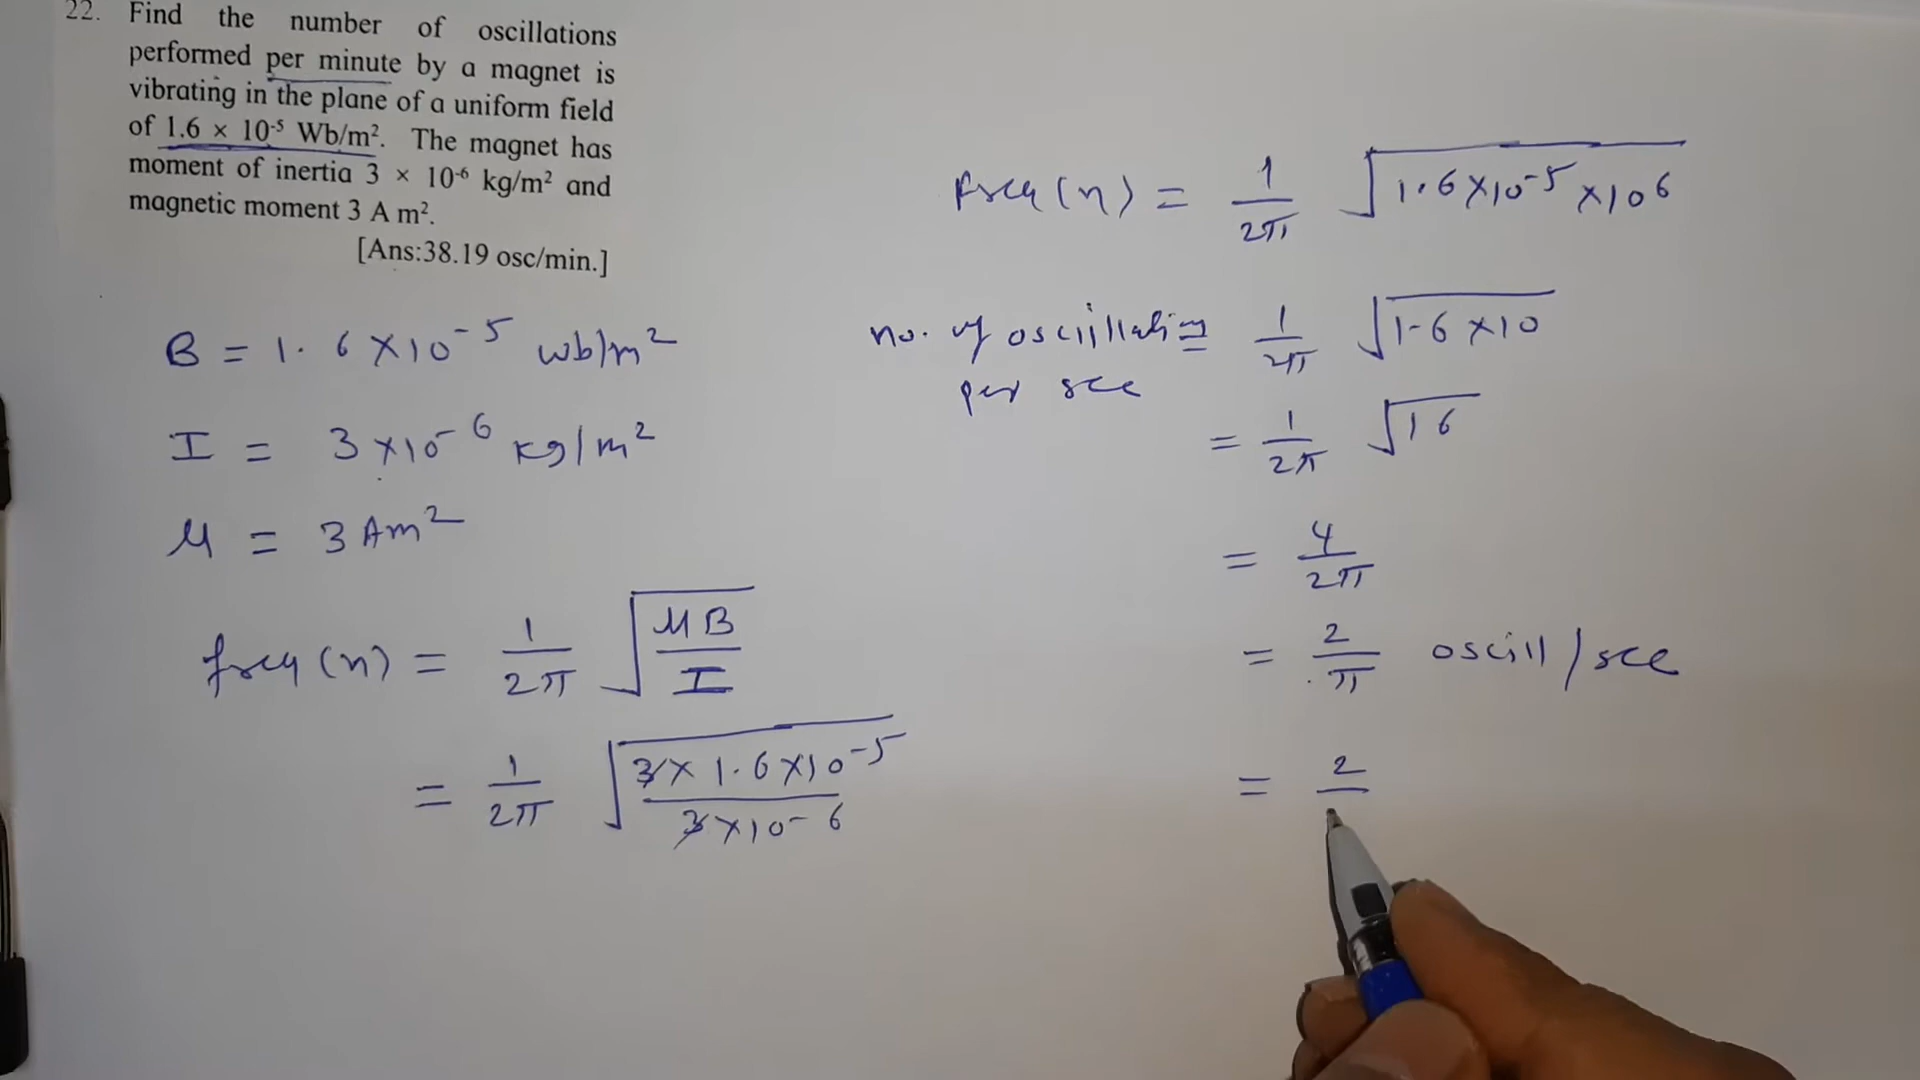 22. Find the number of oscillations
performed per minute by a magnet is
vibrating in the plane of a uniform field
of 1.6 × 10⁻⁵ Wb/m². The magnet has
moment of inertia 3 × 10⁻⁶ kg/m² and
magnetic moment 3 A m².
[Ans:38.19 osc/min.]
B = 1.6 × 10⁻⁵ wb/m²
I = 3 × 10⁻⁶ kg/m²
M = 3 Am²
freq (n) = 1/2π √(MB/I)
= 1/2π √(3 × 1.6 × 10⁻⁵ / 3 × 10⁻⁶)
freq (n) = 1/2π √(1.6 × 10⁻⁵ × 10⁶)
no. of oscillation 1/2π √(1.6 × 10)
per sec
= 1/2π √16
= 4/2π
= 2/π oscill/sec
= 2/